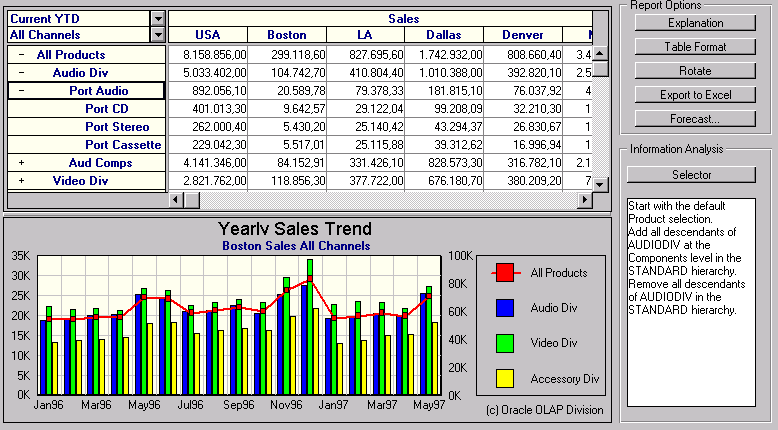 Current YTD
All Channels
Sales
USA Boston LA Dallas Denver
− All Products 8.158.856,00 299.118,60 827.695,60 1.742.932,00 808.660,40 3.4
− Audio Div 5.033.402,00 104.742,70 410.804,40 1.010.388,00 392.820,10 2.5
− Port Audio 892.056,10 20.589,78 79.378,33 181.815,10 76.037,92 4
Port CD 401.013,30 9.642,57 29.122,04 99.208,09 32.210,30 1
Port Stereo 262.000,40 5.430,20 25.140,42 43.294,37 26.830,67 1
Port Cassette 229.042,30 5.517,01 25.115,88 39.312,62 16.996,94 1
+ Aud Comps 4.141.346,00 84.152,91 331.426,10 828.573,30 316.782,10 2.1
+ Video Div 2.821.762,00 118.856,30 377.722,00 676.180,70 380.209,20 7
Report Options
Explanation
Table Format
Rotate
Export to Excel
Forecast...
Information Analysis
Selector
Start with the default
Product selection.
Add all descendants of
AUDIODIV at the
Components level in the
STANDARD hierarchy.
Remove all descendants
of AUDIODIV in the
STANDARD hierarchy.
Yearly Sales Trend
Boston Sales All Channels
35K
30K
25K
20K
15K
10K
5K
0K
100K
80K
60K
40K
20K
0K
Jan96 Mar96 May96 Jul96 Sep96 Nov96 Jan97 Mar97 May97
All Products
Audio Div
Video Div
Accessory Div
(c) Oracle OLAP Division